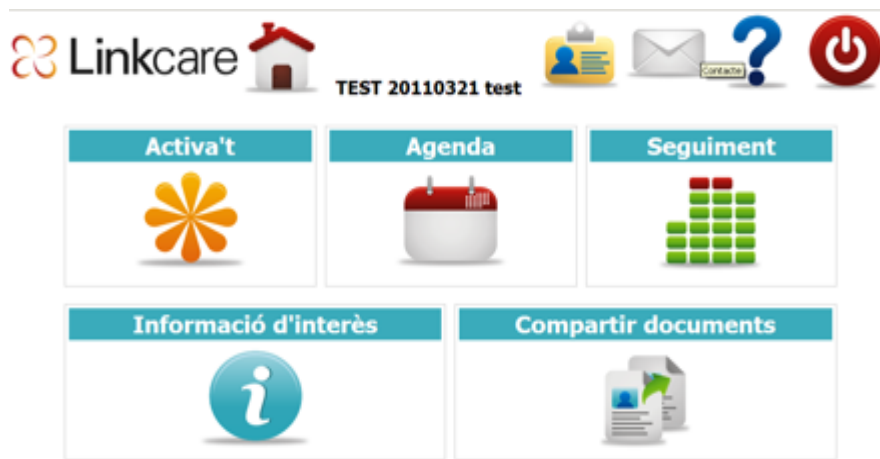 Linkcare
TEST 20110321 test
Contacte
Activa't
Agenda
Seguiment
Informació d'interès
Compartir documents